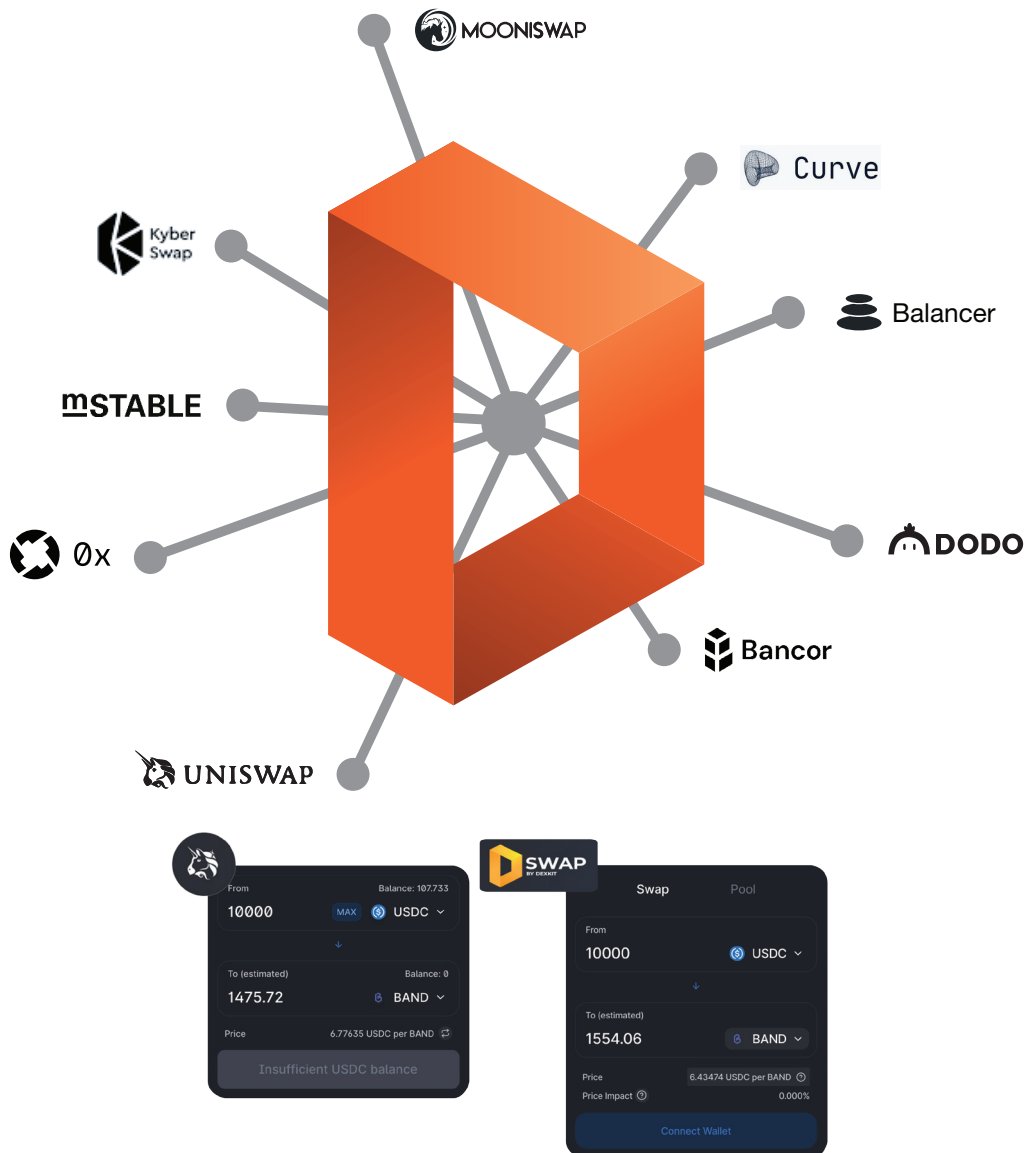 MOONISWAP
Curve
Kyber
Swap
Balancer
mSTABLE
0x
DODO
Bancor
UNISWAP
From
Balance: 107.733
10000
MAX
USDC
To (estimated)
Balance: 0
1475.72
BAND
Price
6.77635 USDC per BAND
Insufficient USDC balance
SWAP
BY DEXKIT
Swap
Pool
From
10000
USDC
To (estimated)
1554.06
BAND
Price
6.43474 USDC per BAND
Price Impact
0.000%
Connect Wallet